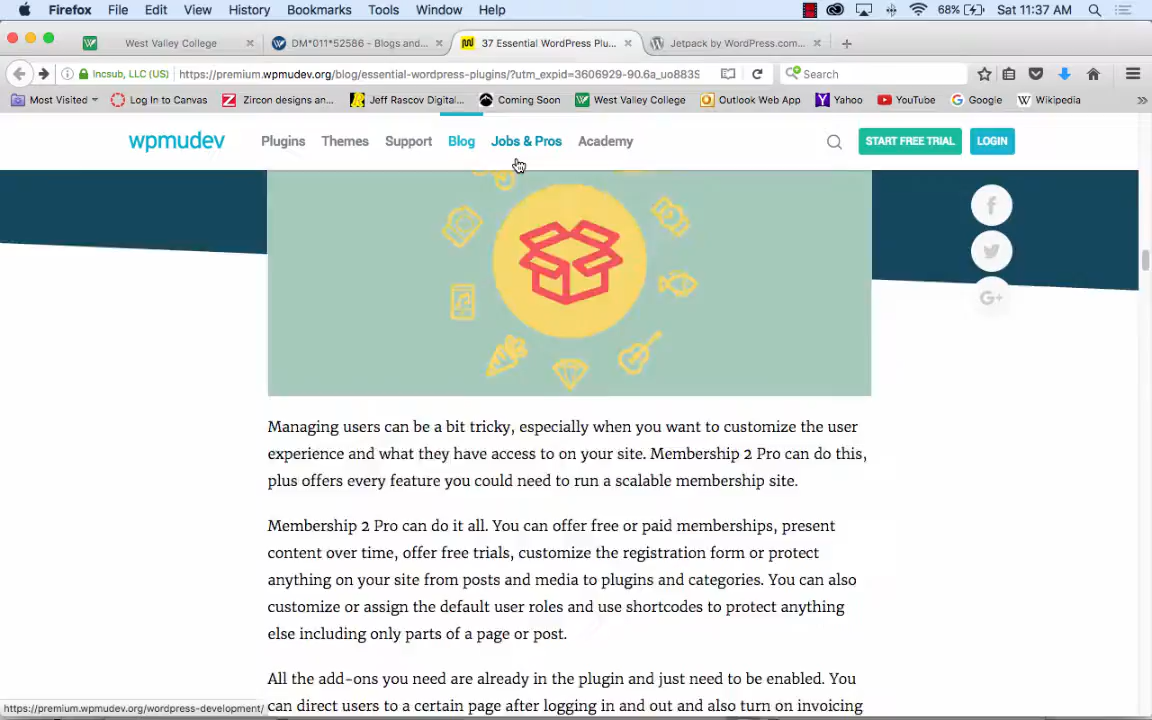 Firefox File Edit View History Bookmarks Tools Window Help 68% Sat 11:37 AM
West Valley College DM*011*52586 - Blogs and... 37 Essential WordPress Plu... Jetpack by WordPress.com...
Incsub, LLC (US) https://premium.wpmudev.org/blog/essential-wordpress-plugins/?utm_expid=3606929-90.6a_uo883S Search
Most Visited Log In to Canvas Zircon designs an... Jeff Rascov Digital... Coming Soon West Valley College Outlook Web App Yahoo YouTube Google Wikipedia
wpmudev Plugins Themes Support Blog Jobs & Pros Academy START FREE TRIAL LOGIN
Managing users can be a bit tricky, especially when you want to customize the user
experience and what they have access to on your site. Membership 2 Pro can do this,
plus offers every feature you could need to run a scalable membership site.
Membership 2 Pro can do it all. You can offer free or paid memberships, present
content over time, offer free trials, customize the registration form or protect
anything on your site from posts and media to plugins and categories. You can also
customize or assign the default user roles and use shortcodes to protect anything
else including only parts of a page or post.
All the add-ons you need are already in the plugin and just need to be enabled. You
can direct users to a certain page after logging in and out and also turn on invoicing
https://premium.wpmudev.org/wordpress-development/